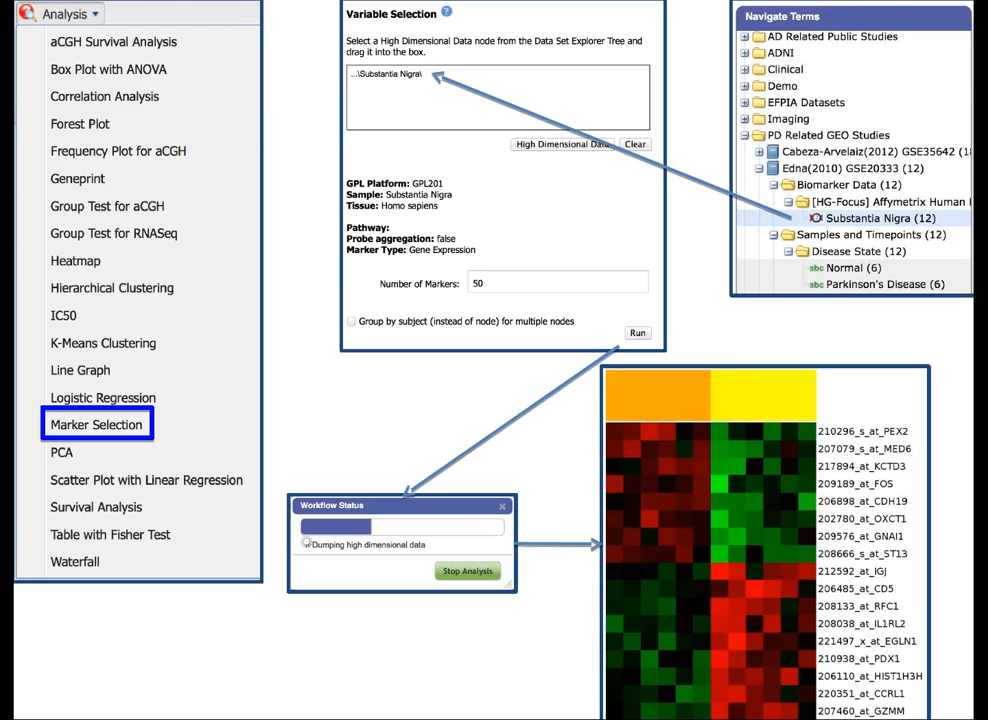 Analysis
aCGH Survival Analysis
Box Plot with ANOVA
Correlation Analysis
Forest Plot
Frequency Plot for aCGH
Geneprint
Group Test for aCGH
Group Test for RNASeq
Heatmap
Hierarchical Clustering
IC50
K-Means Clustering
Line Graph
Logistic Regression
Marker Selection
PCA
Scatter Plot with Linear Regression
Survival Analysis
Table with Fisher Test
Waterfall
Variable Selection ?
Select a High Dimensional Data node from the Data Set Explorer Tree and
drag it into the box.
...\Substantia Nigra\
High Dimensional Data Clear
GPL Platform: GPL201
Sample: Substantia Nigra
Tissue: Homo sapiens
Pathway:
Probe aggregation: false
Marker Type: Gene Expression
Number of Markers: 50
Group by subject (instead of node) for multiple nodes
Run
Navigate Terms
AD Related Public Studies
ADNI
Clinical
Demo
EFPIA Datasets
Imaging
PD Related GEO Studies
Cabeza-Arvelaiz(2012) GSE35642 (1
Edna(2010) GSE20333 (12)
Biomarker Data (12)
[HG-Focus] Affymetrix Human
Substantia Nigra (12)
Samples and Timepoints (12)
Disease State (12)
abc Normal (6)
abc Parkinson's Disease (6)
Workflow Status
Dumping high dimensional data
Stop Analysis
210296_s_at_PEX2
207079_s_at_MED6
217894_at_KCTD3
209189_at_FOS
206898_at_CDH19
202780_at_OXCT1
209576_at_GNAI1
208666_s_at_ST13
212592_at_IGJ
206485_at_CD5
208133_at_RFC1
208038_at_IL1RL2
221497_x_at_EGLN1
210938_at_PDX1
206110_at_HIST1H3H
220351_at_CCRL1
207460_at_GZMM